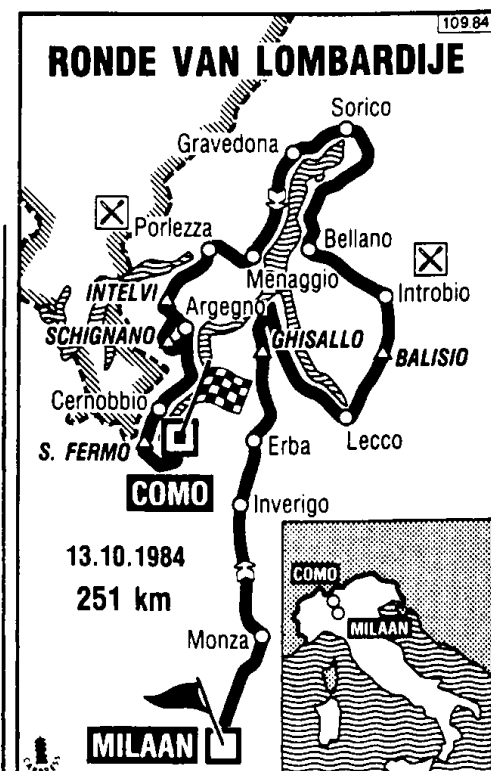 109.84
RONDE VAN LOMBARDIJE
Sorico
Gravedona
Porlezza
Bellano
Menaggio
Introbio
INTELVI
Argegno
SCHIGNANO
GHISALLO
BALISIO
Cernobbio
Lecco
S. FERMO
Erba
COMO
Inverigo
13.10.1984
251 km
COMO
MILAAN
Monza
MILAAN